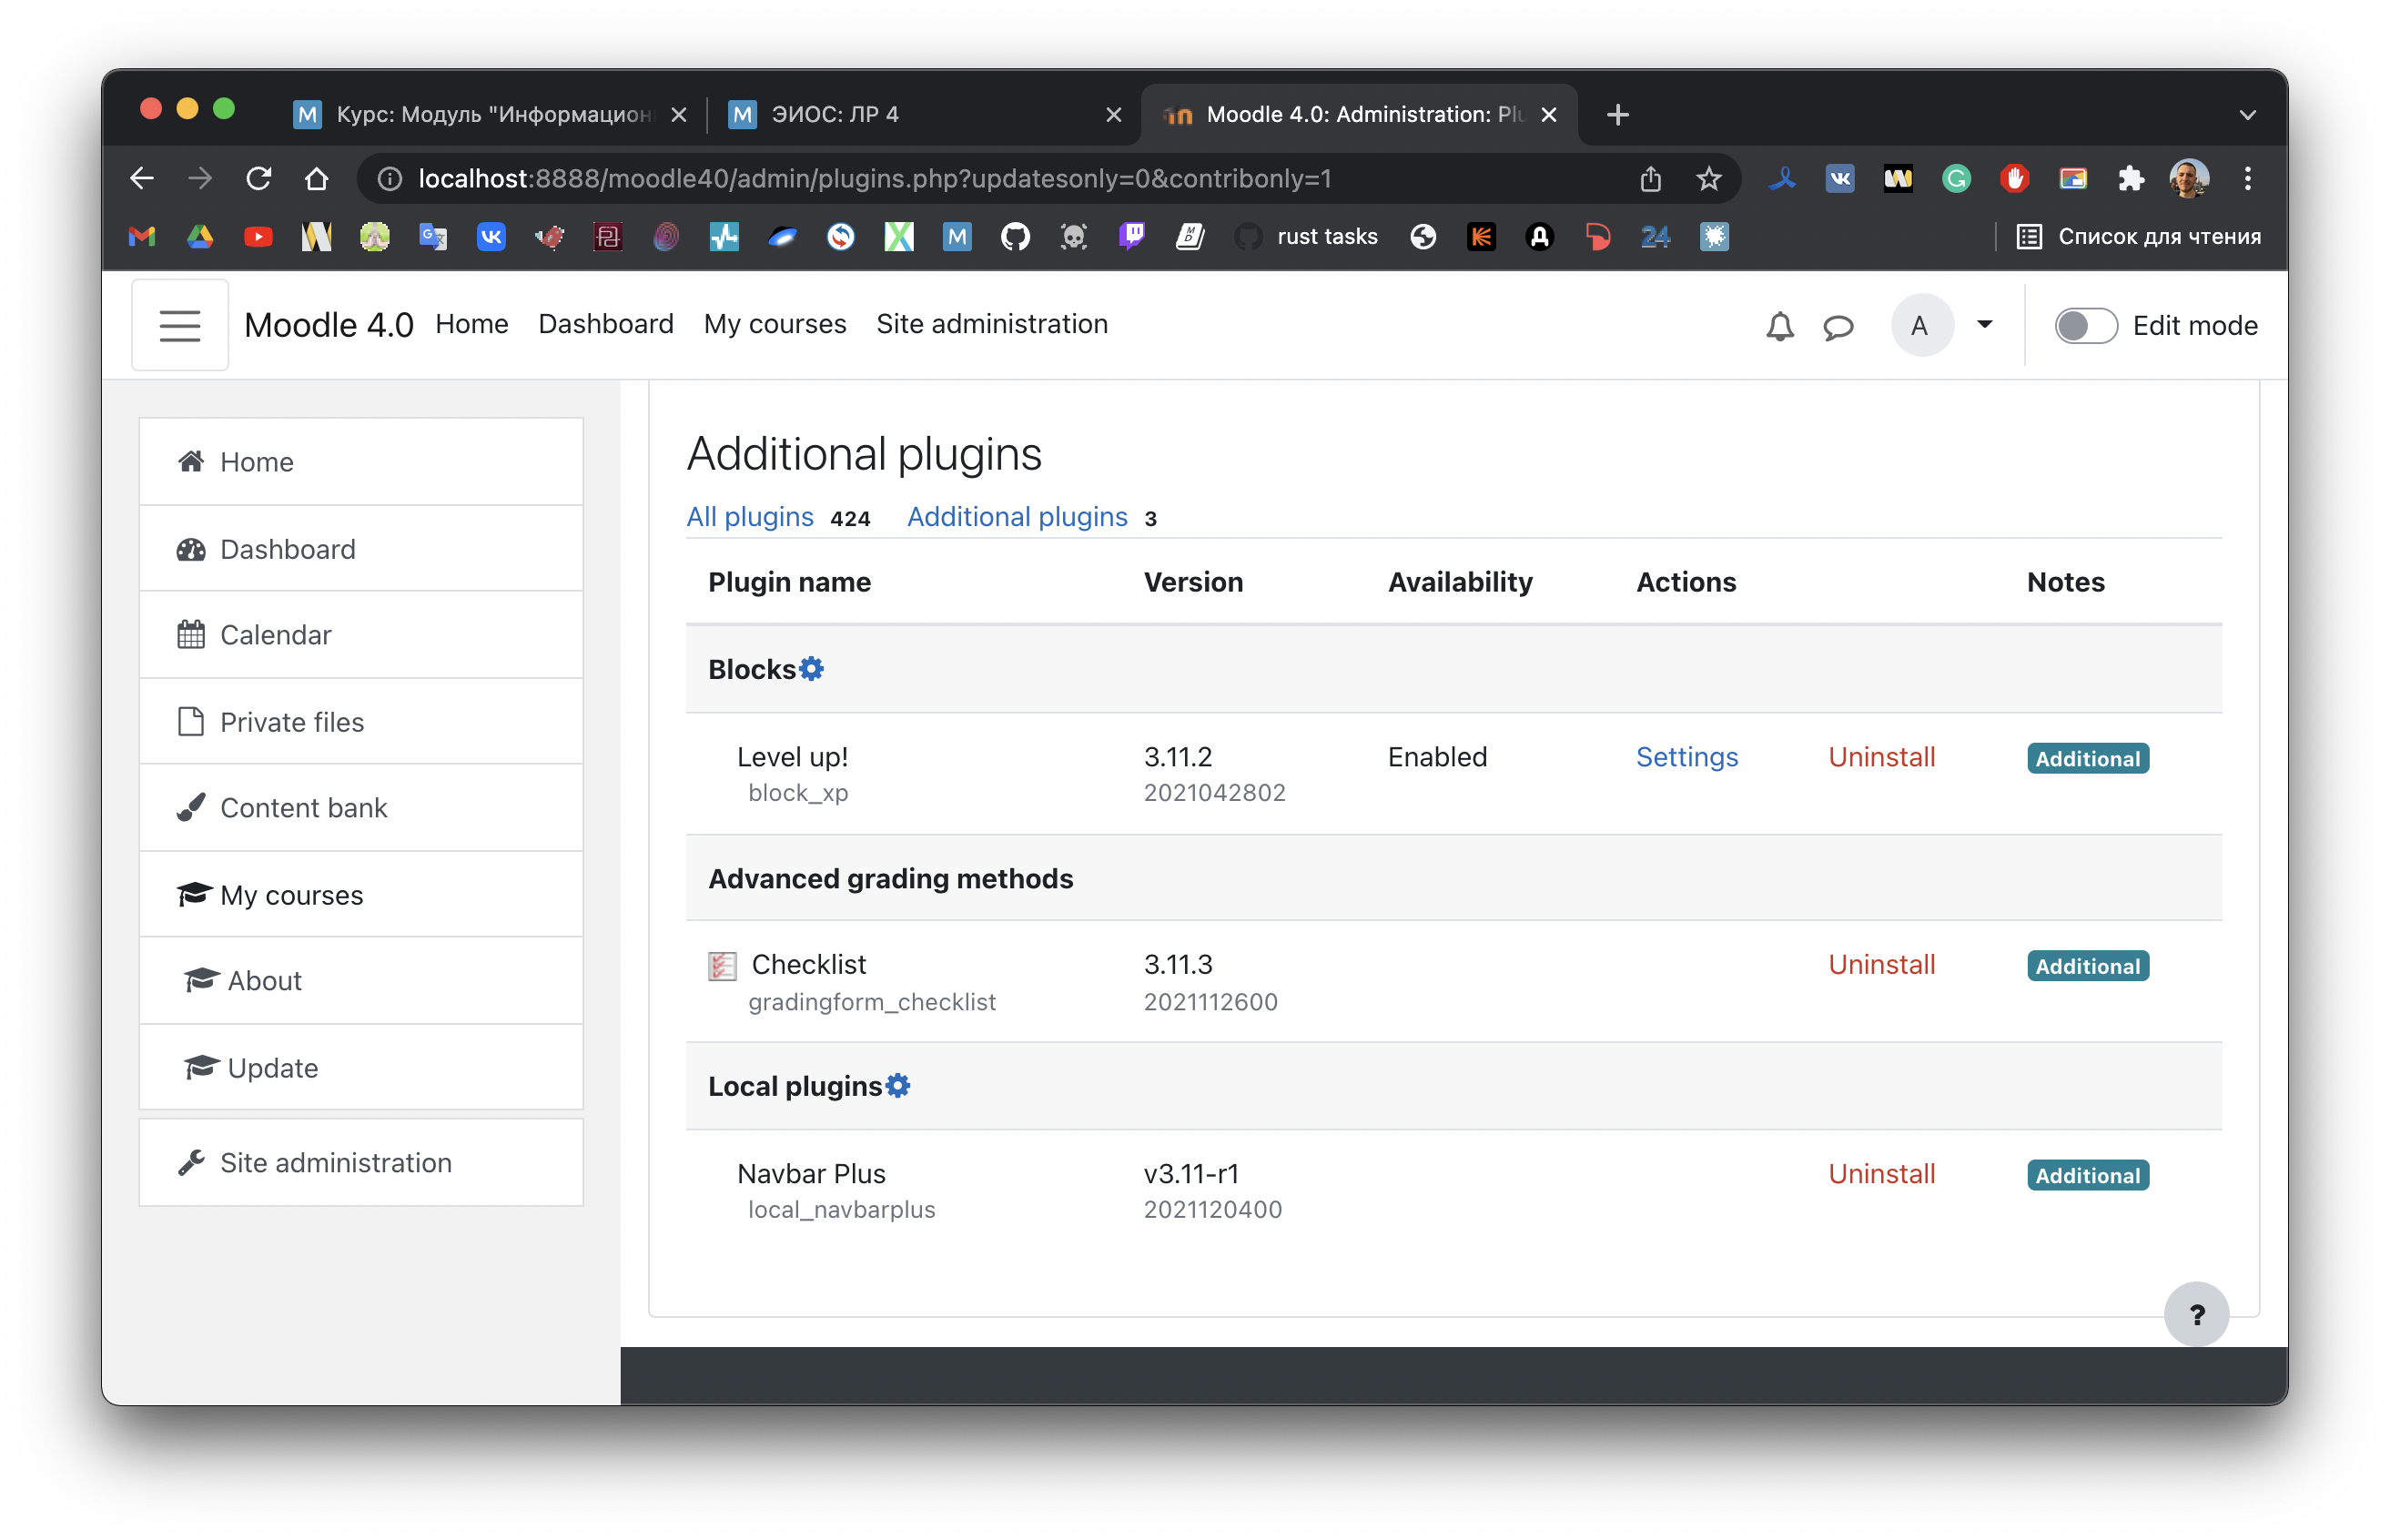 Курс: Модуль "Информацион
ЭИОС: ЛР 4
Moodle 4.0: Administration: Plu
localhost:8888/moodle40/admin/plugins.php?updatesonly=0&contribonly=1
rust tasks
24
Список для чтения
Moodle 4.0 Home Dashboard My courses Site administration
A
Edit mode
Home
Dashboard
Calendar
Private files
Content bank
My courses
About
Update
Site administration
Additional plugins
All plugins 424 Additional plugins 3
Plugin name Version Availability Actions Notes
Blocks
Level up! 3.11.2 Enabled Settings Uninstall Additional
block_xp 2021042802
Advanced grading methods
Checklist 3.11.3 Uninstall Additional
gradingform_checklist 2021112600
Local plugins
Navbar Plus v3.11-r1 Uninstall Additional
local_navbarplus 2021120400
?